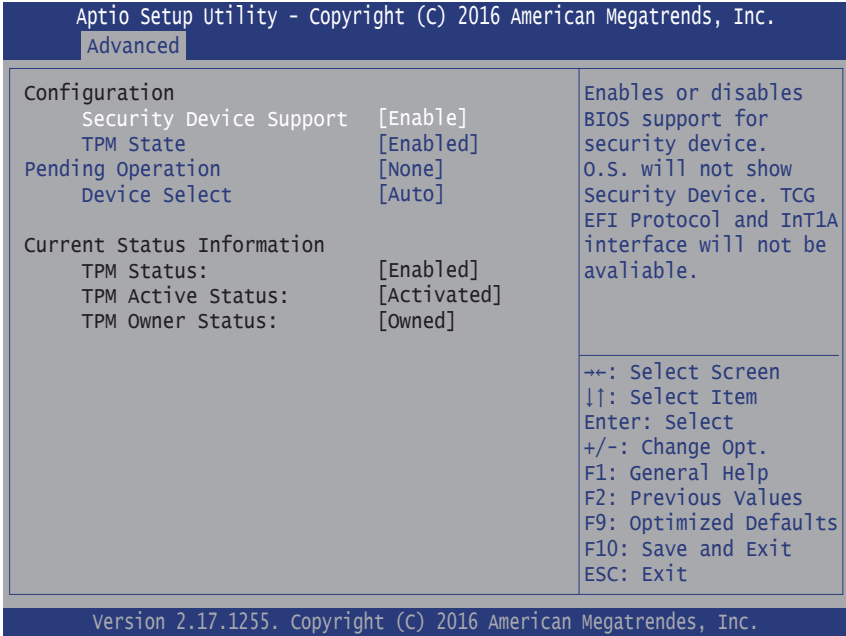 Aptio Setup Utility - Copyright (C) 2016 American Megatrends, Inc.
Advanced
Configuration
Security Device Support [Enable]
TPM State [Enabled]
Pending Operation [None]
Device Select [Auto]
Current Status Information
TPM Status: [Enabled]
TPM Active Status: [Activated]
TPM Owner Status: [Owned]
Enables or disables
BIOS support for
security device.
O.S. will not show
Security Device. TCG
EFI Protocol and InT1A
interface will not be
avaliable.
→←: Select Screen
↓↑: Select Item
Enter: Select
+/-: Change Opt.
F1: General Help
F2: Previous Values
F9: Optimized Defaults
F10: Save and Exit
ESC: Exit
Version 2.17.1255. Copyright (C) 2016 American Megatrendes, Inc.